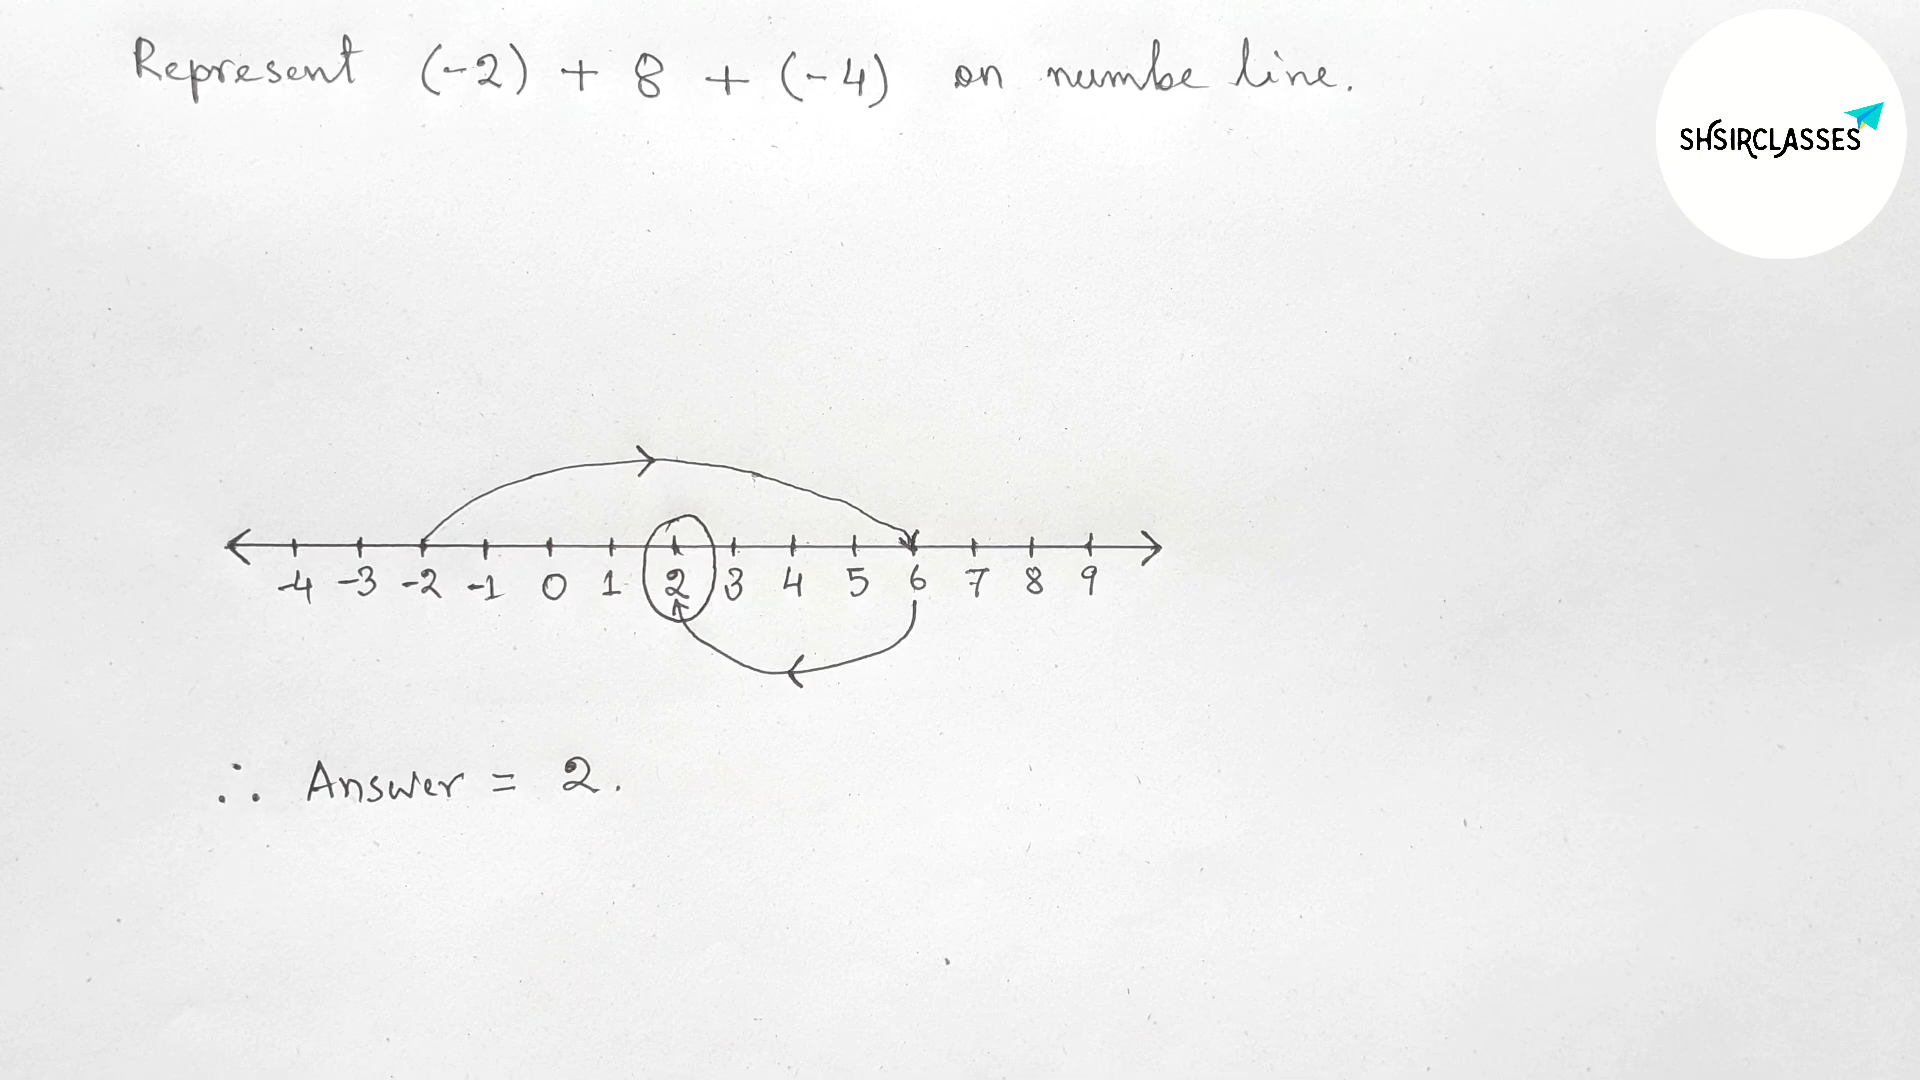 Represent (-2) + 8 + (-4) on numbe line.
SHSIRCLASSES
-4 -3 -2 -1 0 1 2 3 4 5 6 7 8 9
∴ Answer = 2.